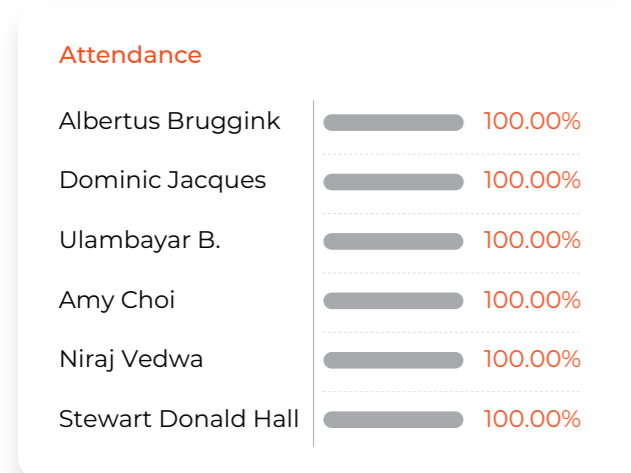 Attendance
Albertus Bruggink 100.00%
Dominic Jacques 100.00%
Ulambayar B. 100.00%
Amy Choi 100.00%
Niraj Vedwa 100.00%
Stewart Donald Hall 100.00%